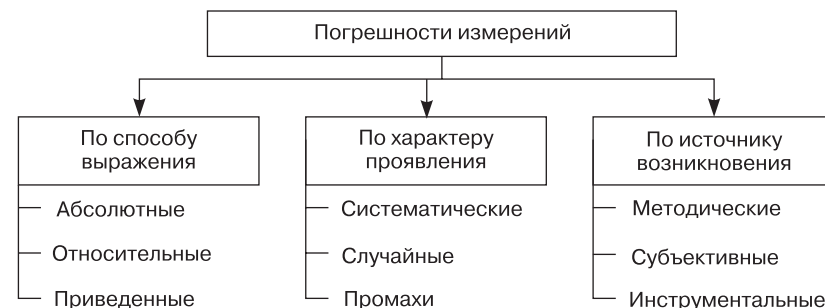 Погрешности измерений
По способу
выражения
Абсолютные
Относительные
Приведенные
По характеру
проявления
Систематические
Случайные
Промахи
По источнику
возникновения
Методические
Субъективные
Инструментальные